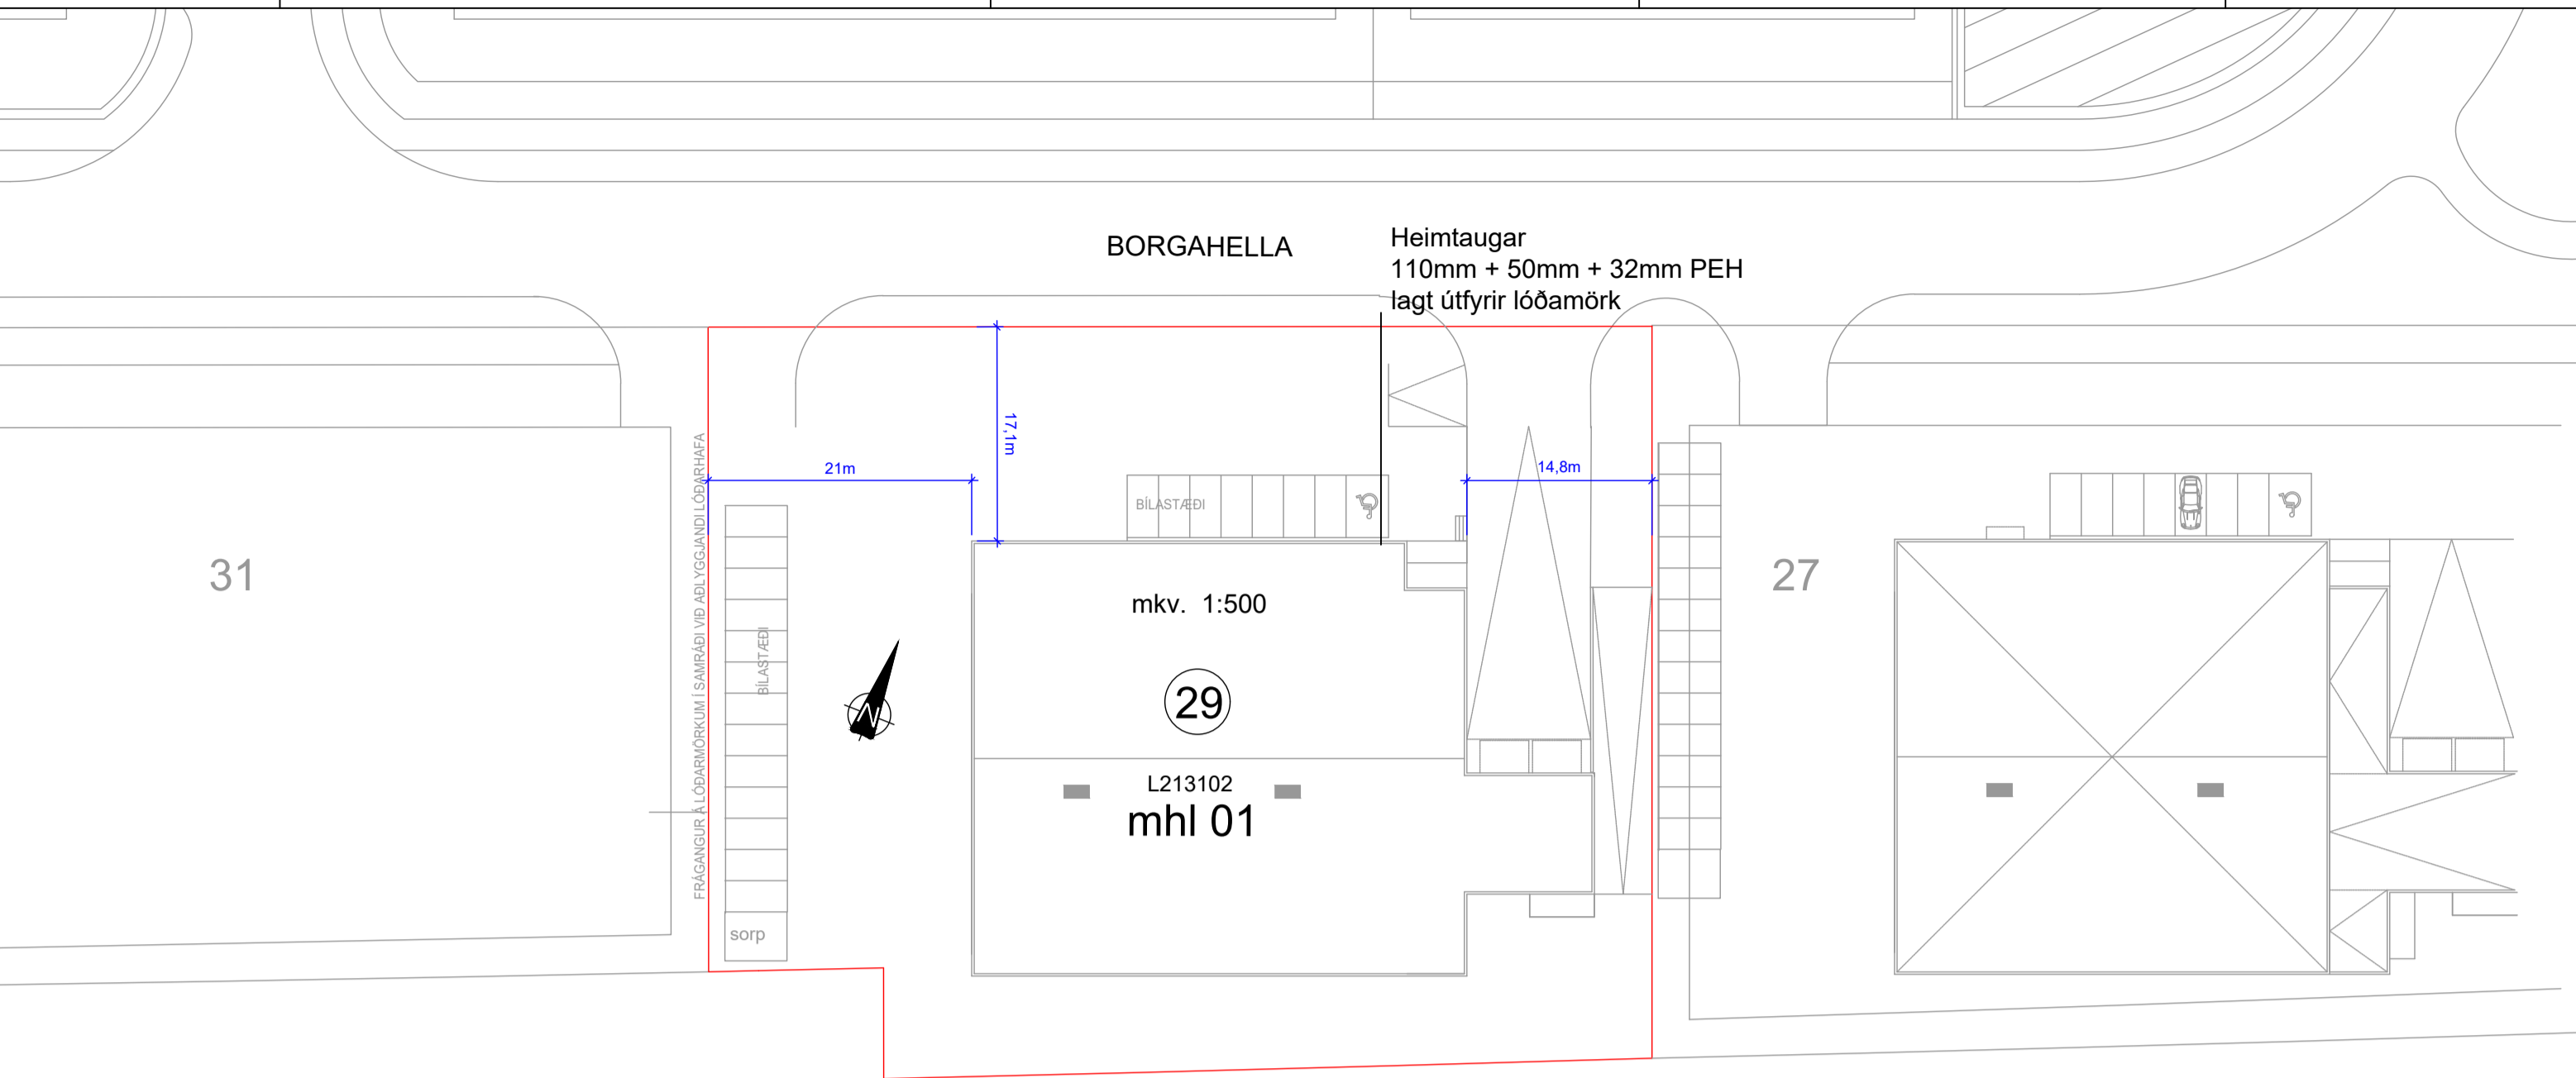 BORGAHELLA
Heimtaugar
110mm + 50mm + 32mm PEH
lagt útfyrir lóðamörk
17,1m
21m
14,8m
BÍLASTÆÐI
31
27
mkv. 1:500
FRÁGANGUR Á LÓÐARMÖRKUM Í SAMRÁÐI VIÐ AÐLYGGJANDI LÓÐARHAFA
BÍLASTÆÐI
N
29
L213102
mhl 01
sorp